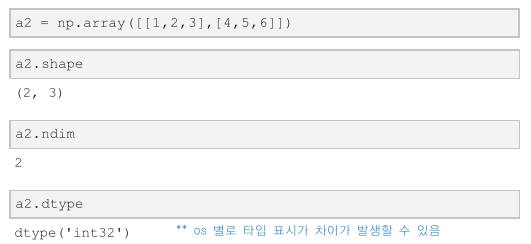 a2 = np.array([[1,2,3],[4,5,6]])
a2.shape
(2, 3)
a2.ndim
2
a2.dtype
dtype('int32') ** os 별로 타입 표시가 차이가 발생할 수 있음